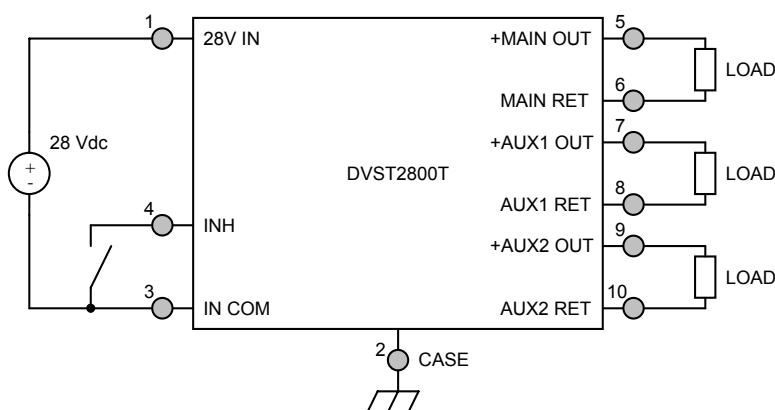 1
28V IN
+MAIN OUT
5
LOAD
MAIN RET
6
28 Vdc
+
-
DVST2800T
+AUX1 OUT
7
LOAD
AUX1 RET
8
4
INH
+AUX2 OUT
9
LOAD
3
IN COM
AUX2 RET
10
2
CASE